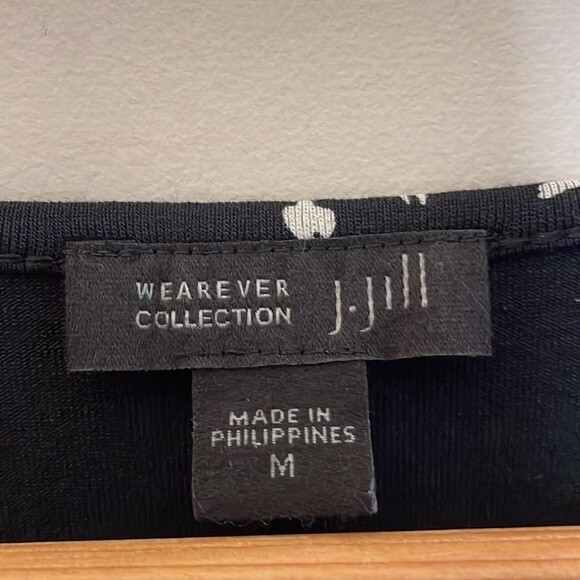 WEAREVER
COLLECTION
J.Jill
MADE IN
PHILIPPINES
M